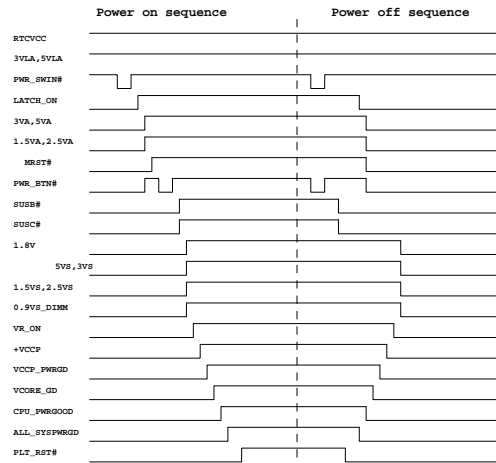 Power on sequence
Power off sequence
RTCVCC
3VLA,5VLA
PWR_SWIN#
LATCH_ON
3VA,5VA
1.5VA,2.5VA
MRST#
PWR_BTN#
SUSB#
SUSC#
1.8V
5VS,3VS
1.5VS,2.5VS
0.9VS_DIMM
VR_ON
+VCCP
VCCP_PWRGD
VCORE_GD
CPU_PWRGOOD
ALL_SYSPWRGD
PLT_RST#